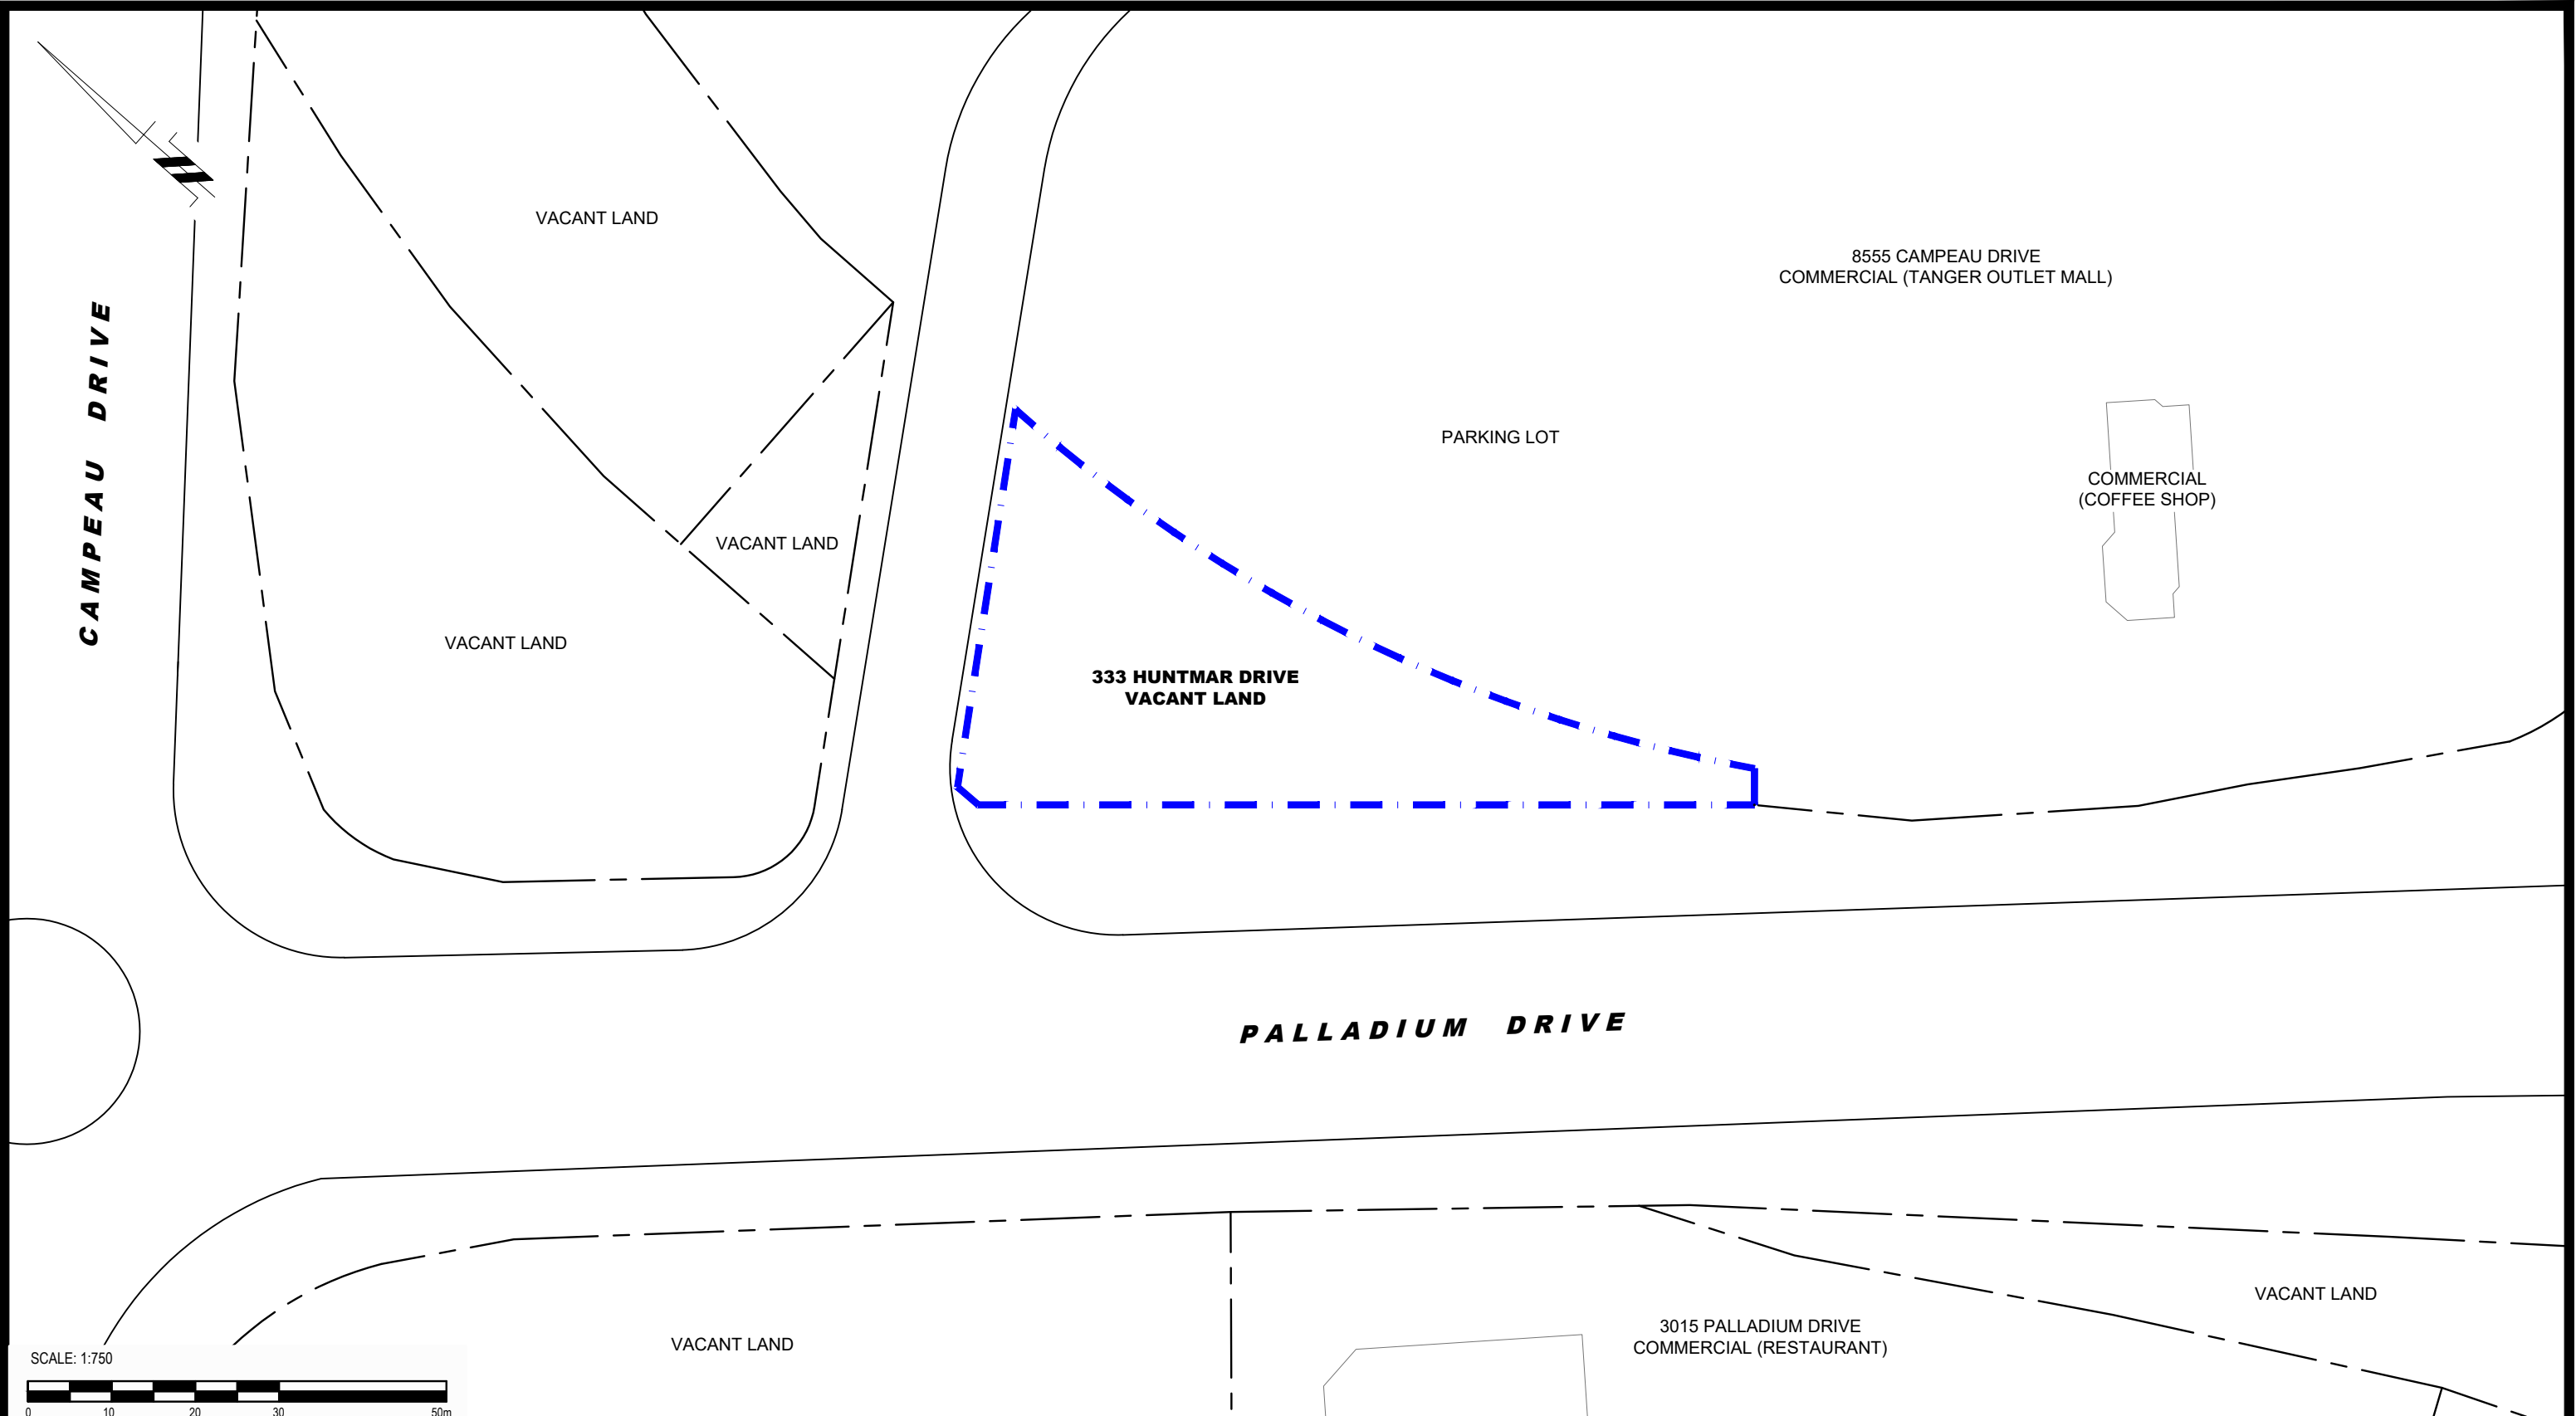 VACANT LAND
8555 CAMPEAU DRIVE
COMMERCIAL (TANGER OUTLET MALL)
CAMPEAU DRIVE
PARKING LOT
COMMERCIAL
(COFFEE SHOP)
VACANT LAND
VACANT LAND
333 HUNTMAR DRIVE
VACANT LAND
PALLADIUM DRIVE
VACANT LAND
3015 PALLADIUM DRIVE
COMMERCIAL (RESTAURANT)
VACANT LAND
SCALE: 1:750
0 10 20 30 50m